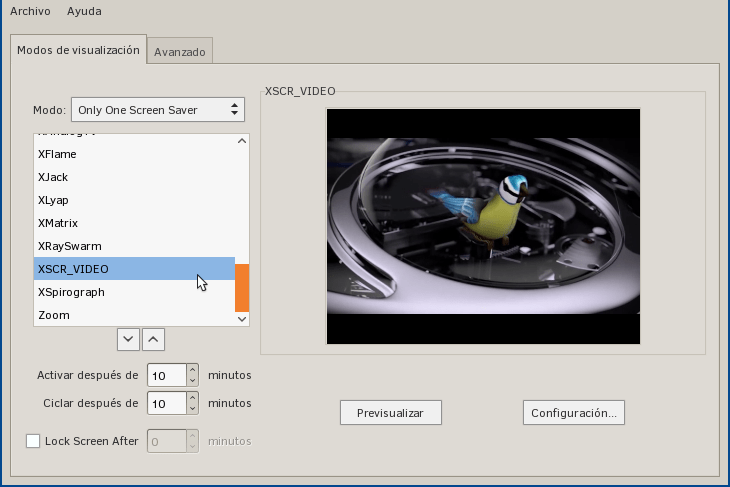 Archivo Ayuda
Modos de visualización Avanzado
Modo: Only One Screen Saver
XFlame
XJack
XLyap
XMatrix
XRaySwarm
XSCR_VIDEO
XSpirograph
Zoom
Activar después de 10 minutos
Ciclar después de 10 minutos
Lock Screen After 0 minutos
XSCR_VIDEO
Previsualizar Configuración...